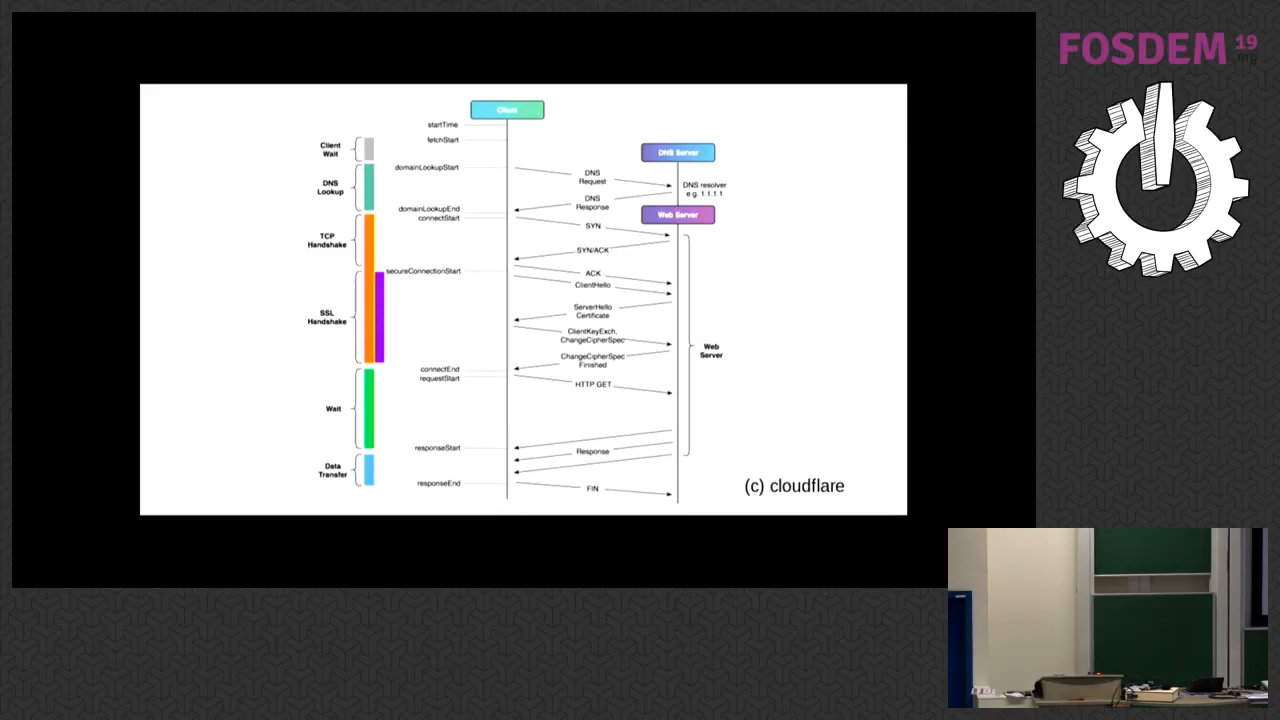 FOSDEM 19
.org
Client
startTime
fetchStart
Client
Wait
DNS Server
domainLookupStart
DNS
Request
DNS
Lookup
DNS resolver
e.g. 1.1.1.1
DNS
Response
domainLookupEnd
connectStart
Web Server
SYN
TCP
Handshake
SYN/ACK
secureConnectionStart
ACK
ClientHello
ServerHello
Certificate
SSL
Handshake
ClientKeyExch,
ChangeCipherSpec
Web
Server
ChangeCipherSpec
Finished
connectEnd
requestStart
HTTP GET
Wait
responseStart
Response
Data
Transfer
responseEnd
FIN
(c) cloudflare